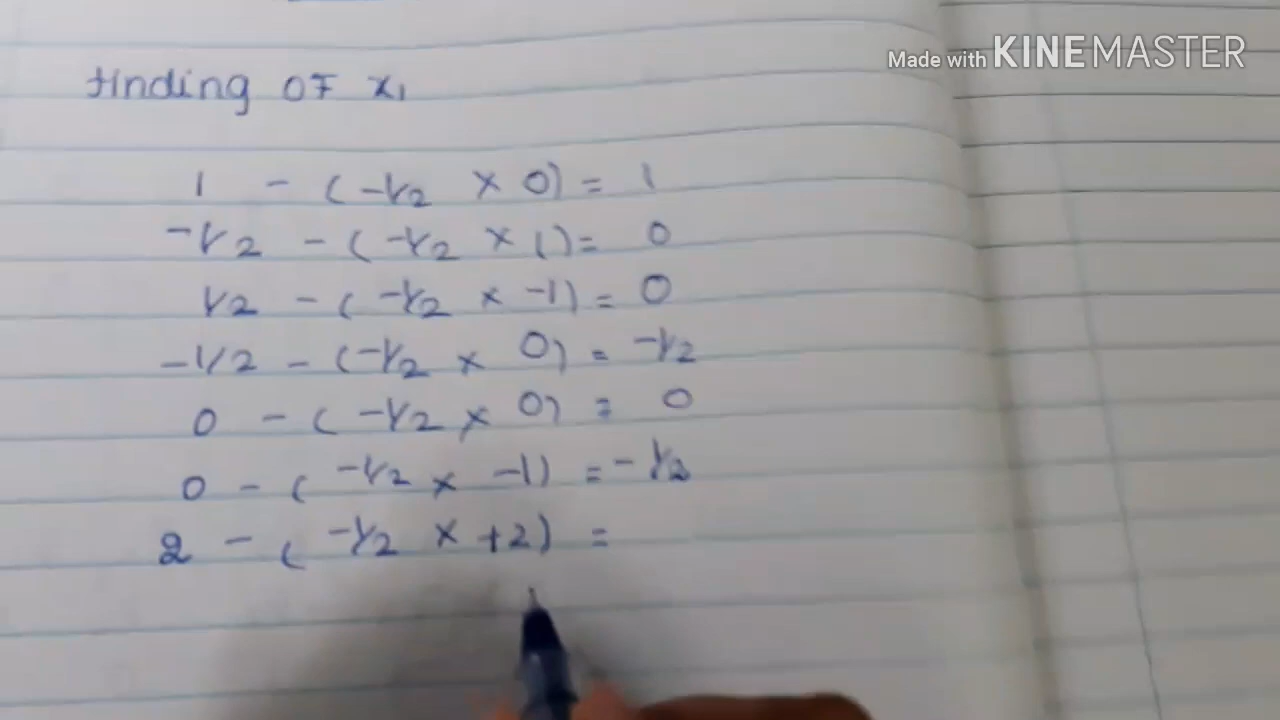 Made with KINEMASTER
Finding OF x₁
1 - (-1/2 × 0) = 1
-1/2 - (-1/2 × 1) = 0
1/2 - (-1/2 × -1) = 0
-1/2 - (-1/2 × 0) = -1/2
0 - (-1/2 × 0) = 0
0 - (-1/2 × -1) = -1/2
2 - (-1/2 × +2) =